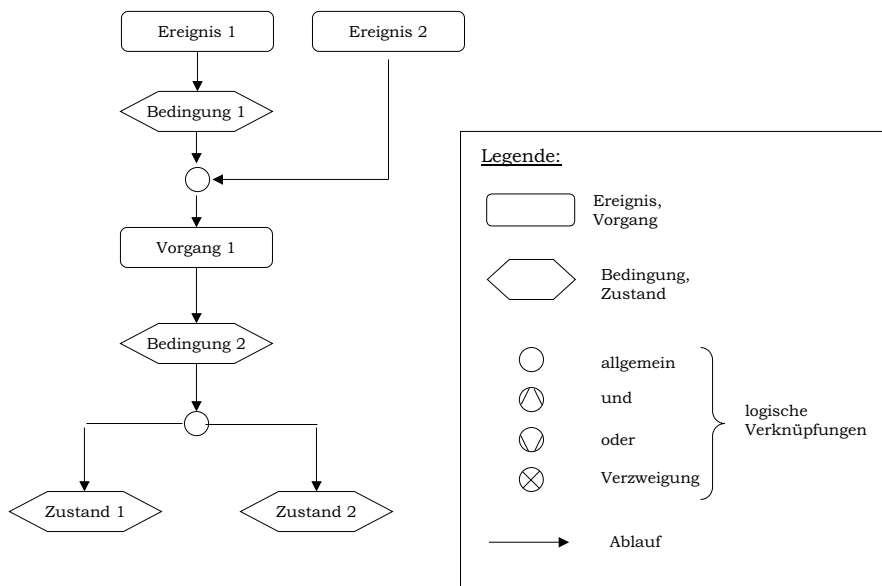 Ereignis 1
Ereignis 2
Bedingung 1
Vorgang 1
Bedingung 2
Zustand 1
Zustand 2
Legende:
Ereignis,
Vorgang
Bedingung,
Zustand
allgemein
und
oder
Verzweigung
logische
Verknüpfungen
Ablauf